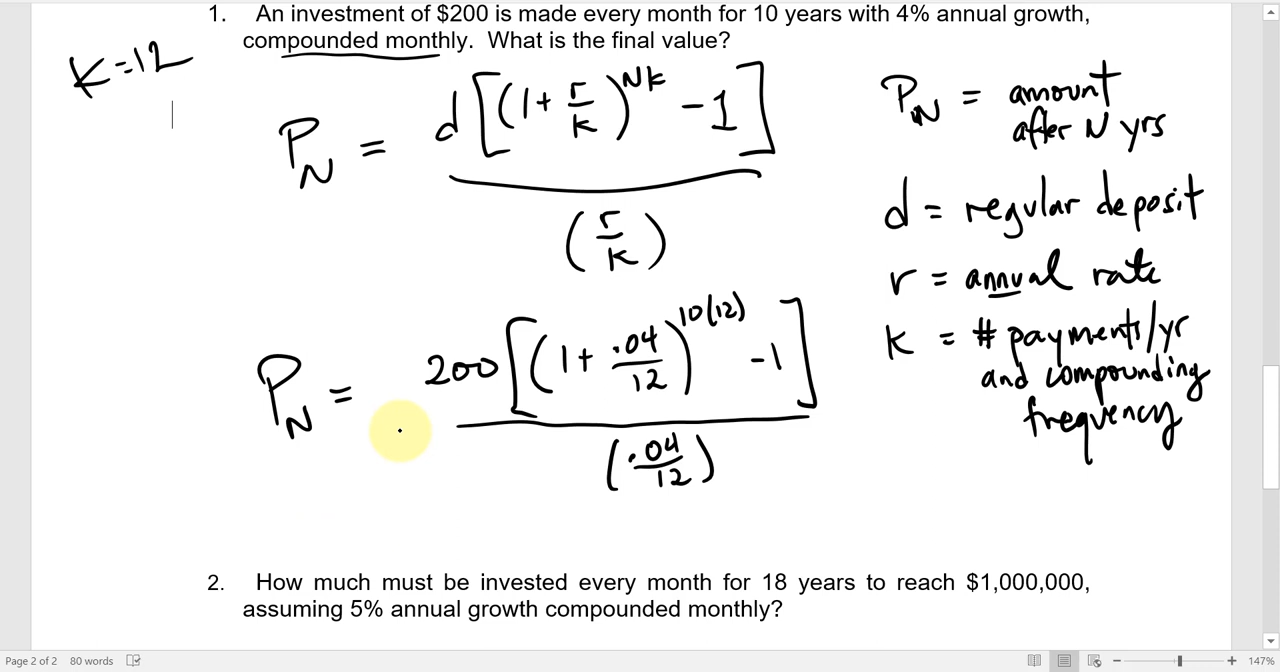 1. An investment of $200 is made every month for 10 years with 4% annual growth,
compounded monthly. What is the final value?
K=12
P_N = d[(1+r/k)^Nk -1] / (r/k)
P_N = amount
after N yrs
d = regular deposit
r = annual rate
K = # payments/yr
and compounding
frequency
P_N = 200[(1+.04/12)^10(12) -1] / (.04/12)
2. How much must be invested every month for 18 years to reach $1,000,000,
assuming 5% annual growth compounded monthly?
Page 2 of 2 80 words 147%